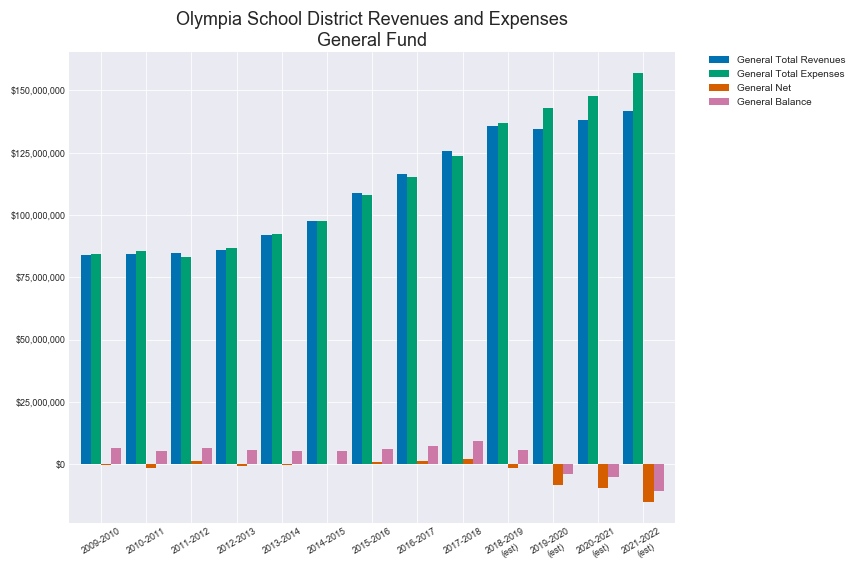 Olympia School District Revenues and Expenses
General Fund
General Total Revenues
General Total Expenses
General Net
General Balance
$150,000,000
$125,000,000
$100,000,000
$75,000,000
$50,000,000
$25,000,000
$0
2009-2010
2010-2011
2011-2012
2012-2013
2013-2014
2014-2015
2015-2016
2016-2017
2017-2018
2018-2019
(est)
2019-2020
(est)
2020-2021
(est)
2021-2022
(est)